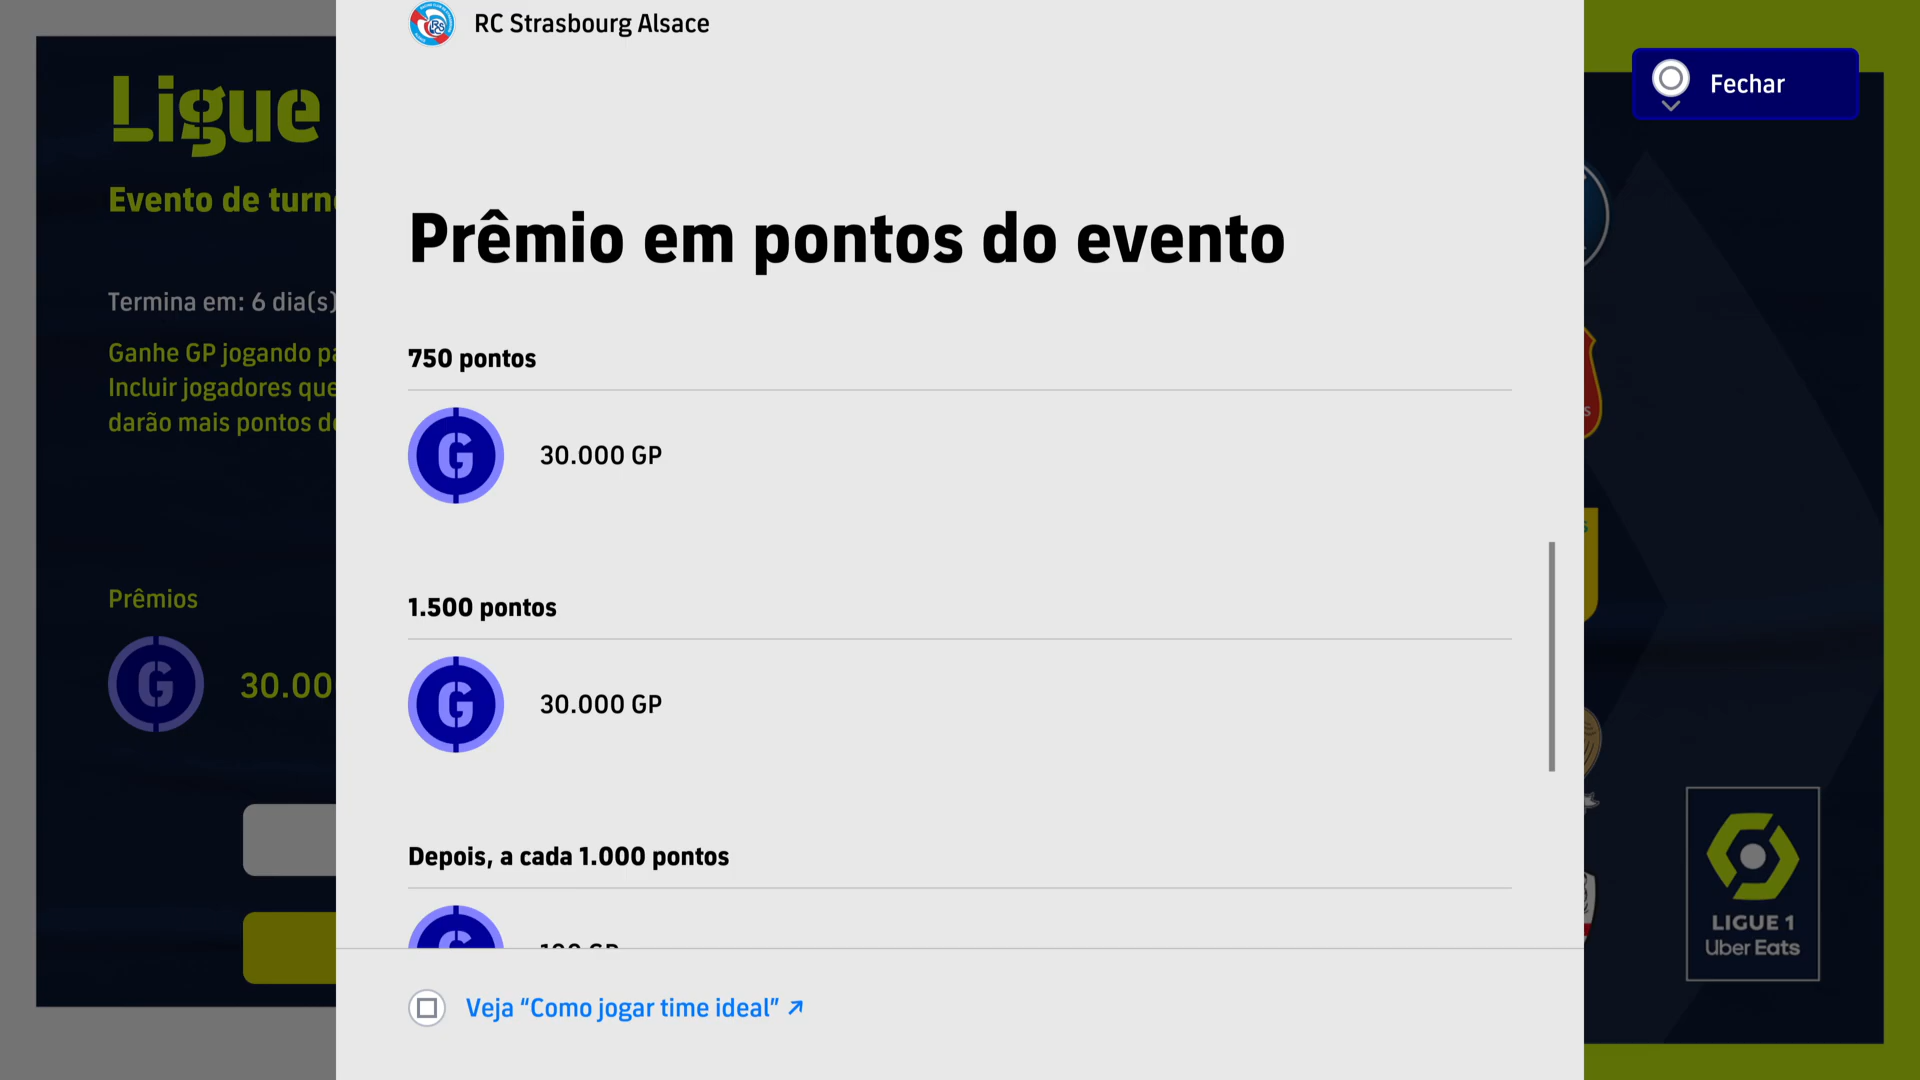 RC Strasbourg Alsace
Fechar
Ligue
Evento de turn
Termina em: 6 dia(s)
Ganhe GP jogando
Incluir jogadores que
darão mais pontos
Prêmios
30.00
Prêmio em pontos do evento
750 pontos
30.000 GP
1.500 pontos
30.000 GP
Depois, a cada 1.000 pontos
Veja “Como jogar time ideal”
LIGUE 1
Uber Eats